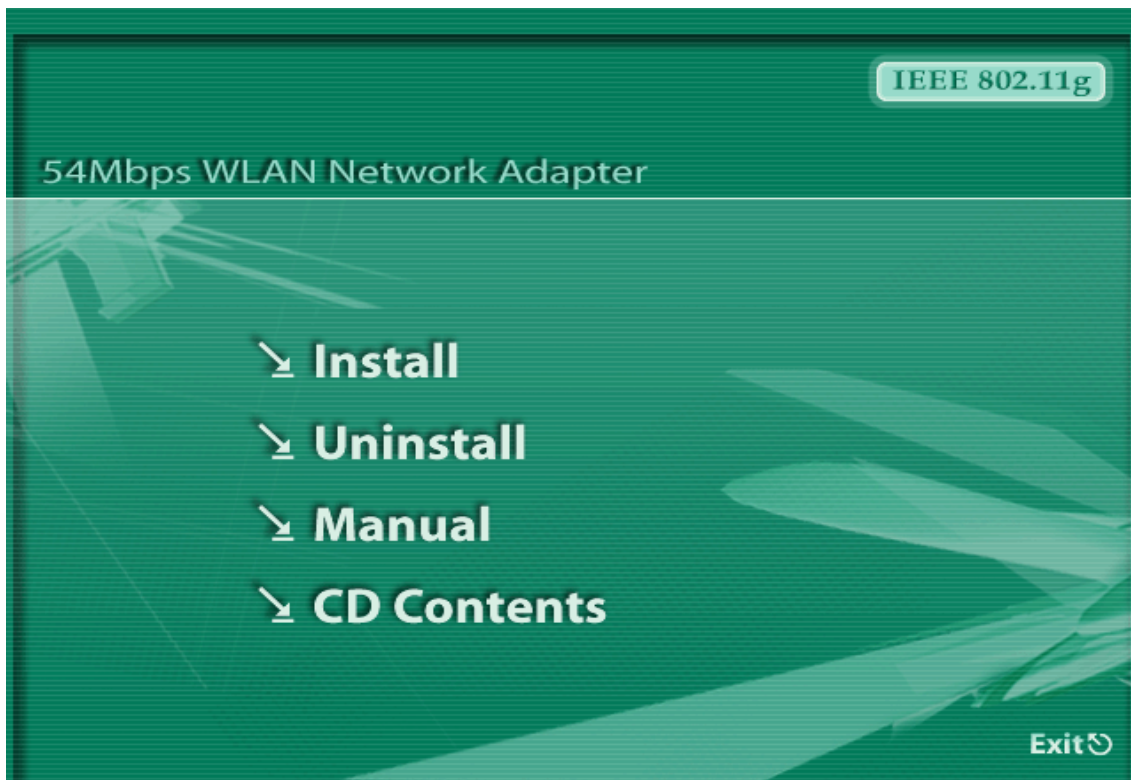 IEEE 802.11g
54Mbps WLAN Network Adapter
Install
Uninstall
Manual
CD Contents
Exit